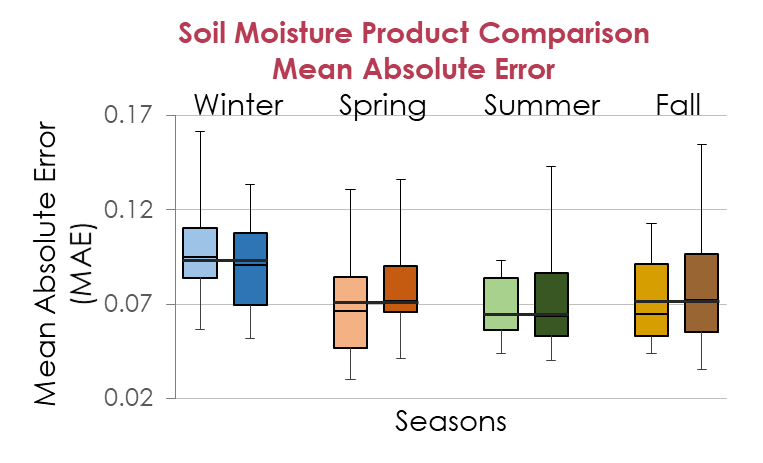 Soil Moisture Product Comparison
Mean Absolute Error
Winter Spring Summer Fall
Mean Absolute Error
(MAE)
0.17
0.12
0.07
0.02
Seasons